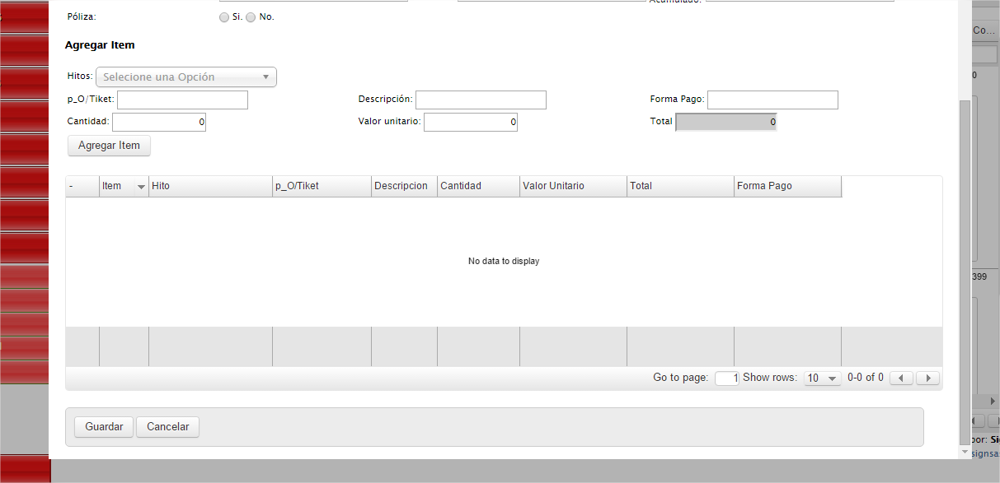 Acumulado:
Póliza: Si. No.
Co...
Agregar Item
0
Hitos: Selecione una Opción
p_O/Tiket: Descripción: Forma Pago:
Cantidad: 0 Valor unitario: 0 Total 0
Agregar Item
- Item Hito p_O/Tiket Descripcion Cantidad Valor Unitario Total Forma Pago
No data to display
399
Go to page: 1 Show rows: 10 0-0 of 0
Guardar Cancelar
por: Si
signsa